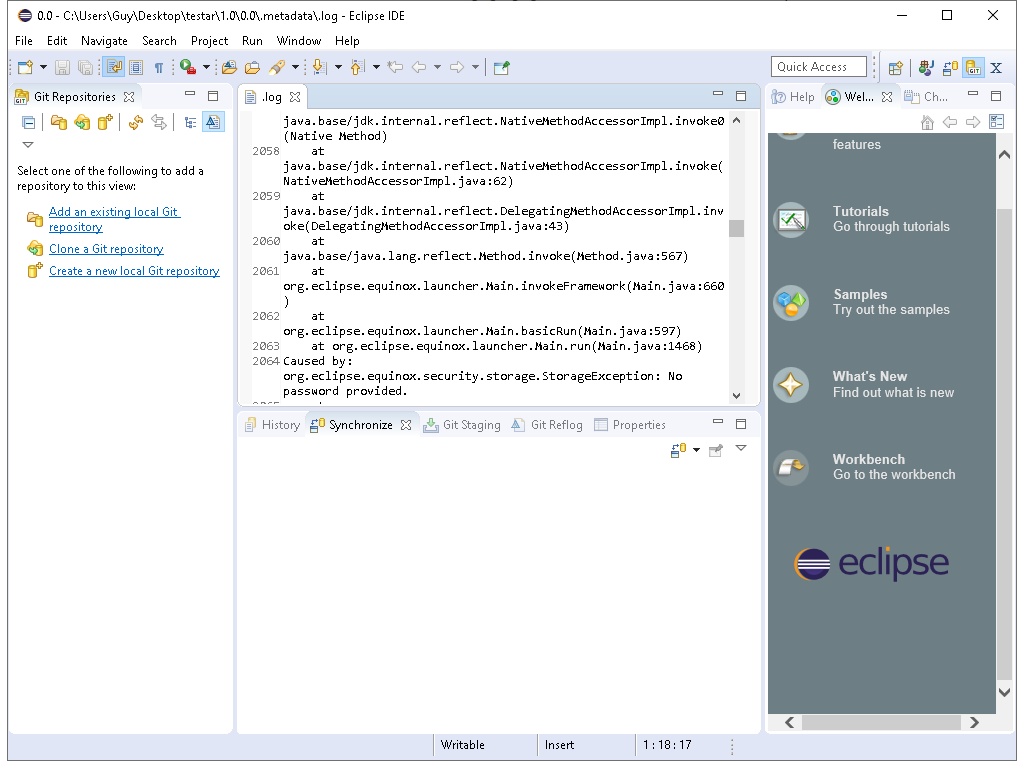 0.0 - C:\Users\Guy\Desktop\testar\1.0\0.0\.metadata\.log - Eclipse IDE
File Edit Navigate Search Project Run Window Help
Quick Access
Git Repositories
Select one of the following to add a
repository to this view:
Add an existing local Git
repository
Clone a Git repository
Create a new local Git repository
.log
java.base/jdk.internal.reflect.NativeMethodAccessorImpl.invoke0
(Native Method)
2058 at
java.base/jdk.internal.reflect.NativeMethodAccessorImpl.invoke(
NativeMethodAccessorImpl.java:62)
2059 at
java.base/jdk.internal.reflect.DelegatingMethodAccessorImpl.inv
oke(DelegatingMethodAccessorImpl.java:43)
2060 at
java.base/java.lang.reflect.Method.invoke(Method.java:567)
2061 at
org.eclipse.equinox.launcher.Main.invokeFramework(Main.java:660
)
2062 at
org.eclipse.equinox.launcher.Main.basicRun(Main.java:597)
2063 at org.eclipse.equinox.launcher.Main.run(Main.java:1468)
2064 Caused by:
org.eclipse.equinox.security.storage.StorageException: No
password provided.
History Synchronize Git Staging Git Reflog Properties
Help Wel... Ch...
features
Tutorials
Go through tutorials
Samples
Try out the samples
What's New
Find out what is new
Workbench
Go to the workbench
eclipse
Writable Insert 1:18:17